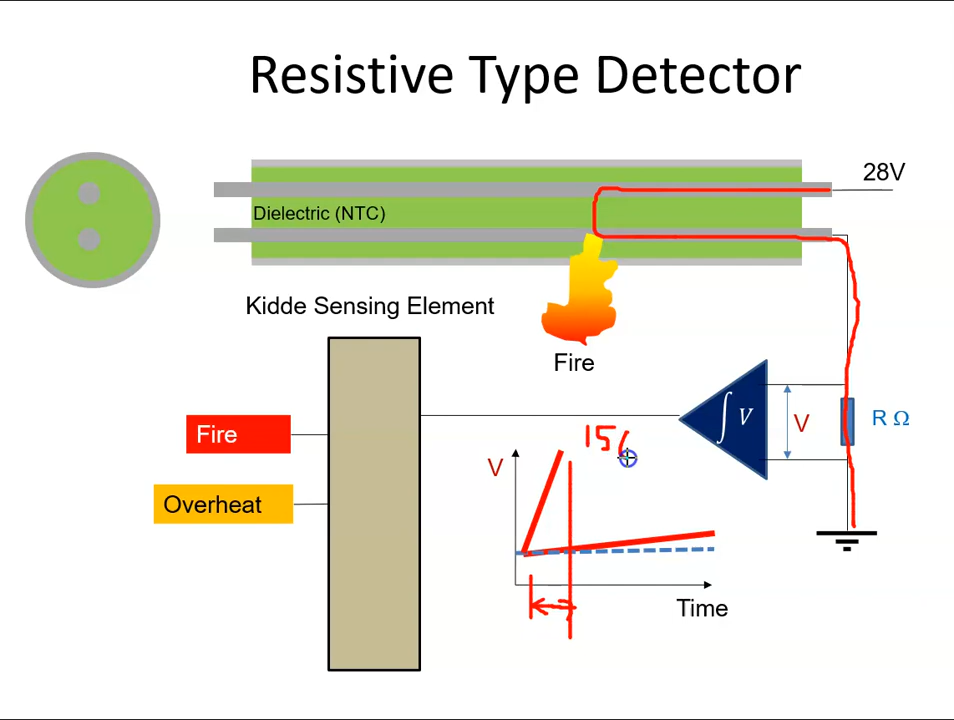 Resistive Type Detector
28V
Dielectric (NTC)
Kidde Sensing Element
Fire
Fire
Overheat
∫ V
V
R Ω
V
Time